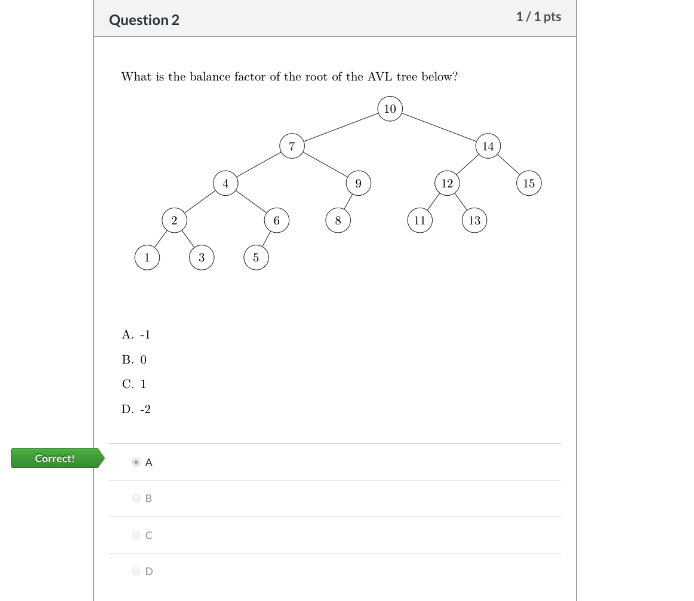 Question 2
1 / 1 pts
What is the balance factor of the root of the AVL tree below?
10
7
14
4
9
12
15
2
6
8
11
13
1
3
5
A. -1
B. 0
C. 1
D. -2
Correct!
A
B
C
D